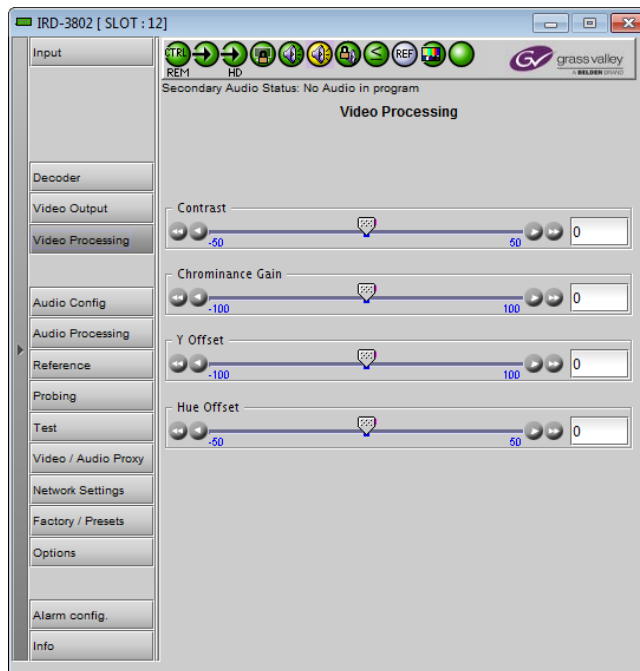 IRD-3802 [ SLOT : 12]
Input
CTRL
REM
HD
REF
GV grassvalley
A BELDEN BRAND
Secondary Audio Status: No Audio in program
Video Processing
Decoder
Video Output
Video Processing
Audio Config
Audio Processing
Reference
Probing
Test
Video / Audio Proxy
Network Settings
Factory / Presets
Options
Alarm config.
Info
Contrast
-50
50
0
Chrominance Gain
-100
100
0
Y Offset
-100
100
0
Hue Offset
-50
50
0